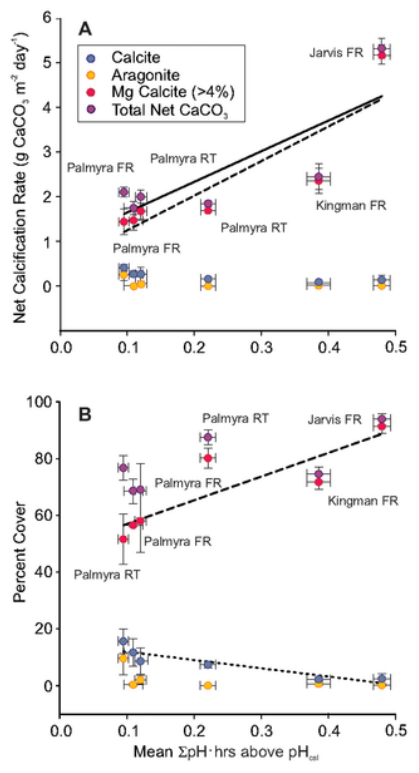 A
Calcite
Aragonite
Mg Calcite (>4%)
Total Net CaCO₃
Jarvis FR
Palmyra FR
Palmyra RT
Kingman FR
Palmyra RT
Palmyra FR
Net Calcification Rate (g CaCO₃ m⁻² day⁻¹)
6
5
4
3
2
1
0
0.0 0.1 0.2 0.3 0.4 0.5
B
Palmyra RT
Jarvis FR
Palmyra FR
Kingman FR
Palmyra FR
Palmyra RT
Percent Cover
100
80
60
40
20
0
0.0 0.1 0.2 0.3 0.4 0.5
Mean ΣpH·hrs above pH